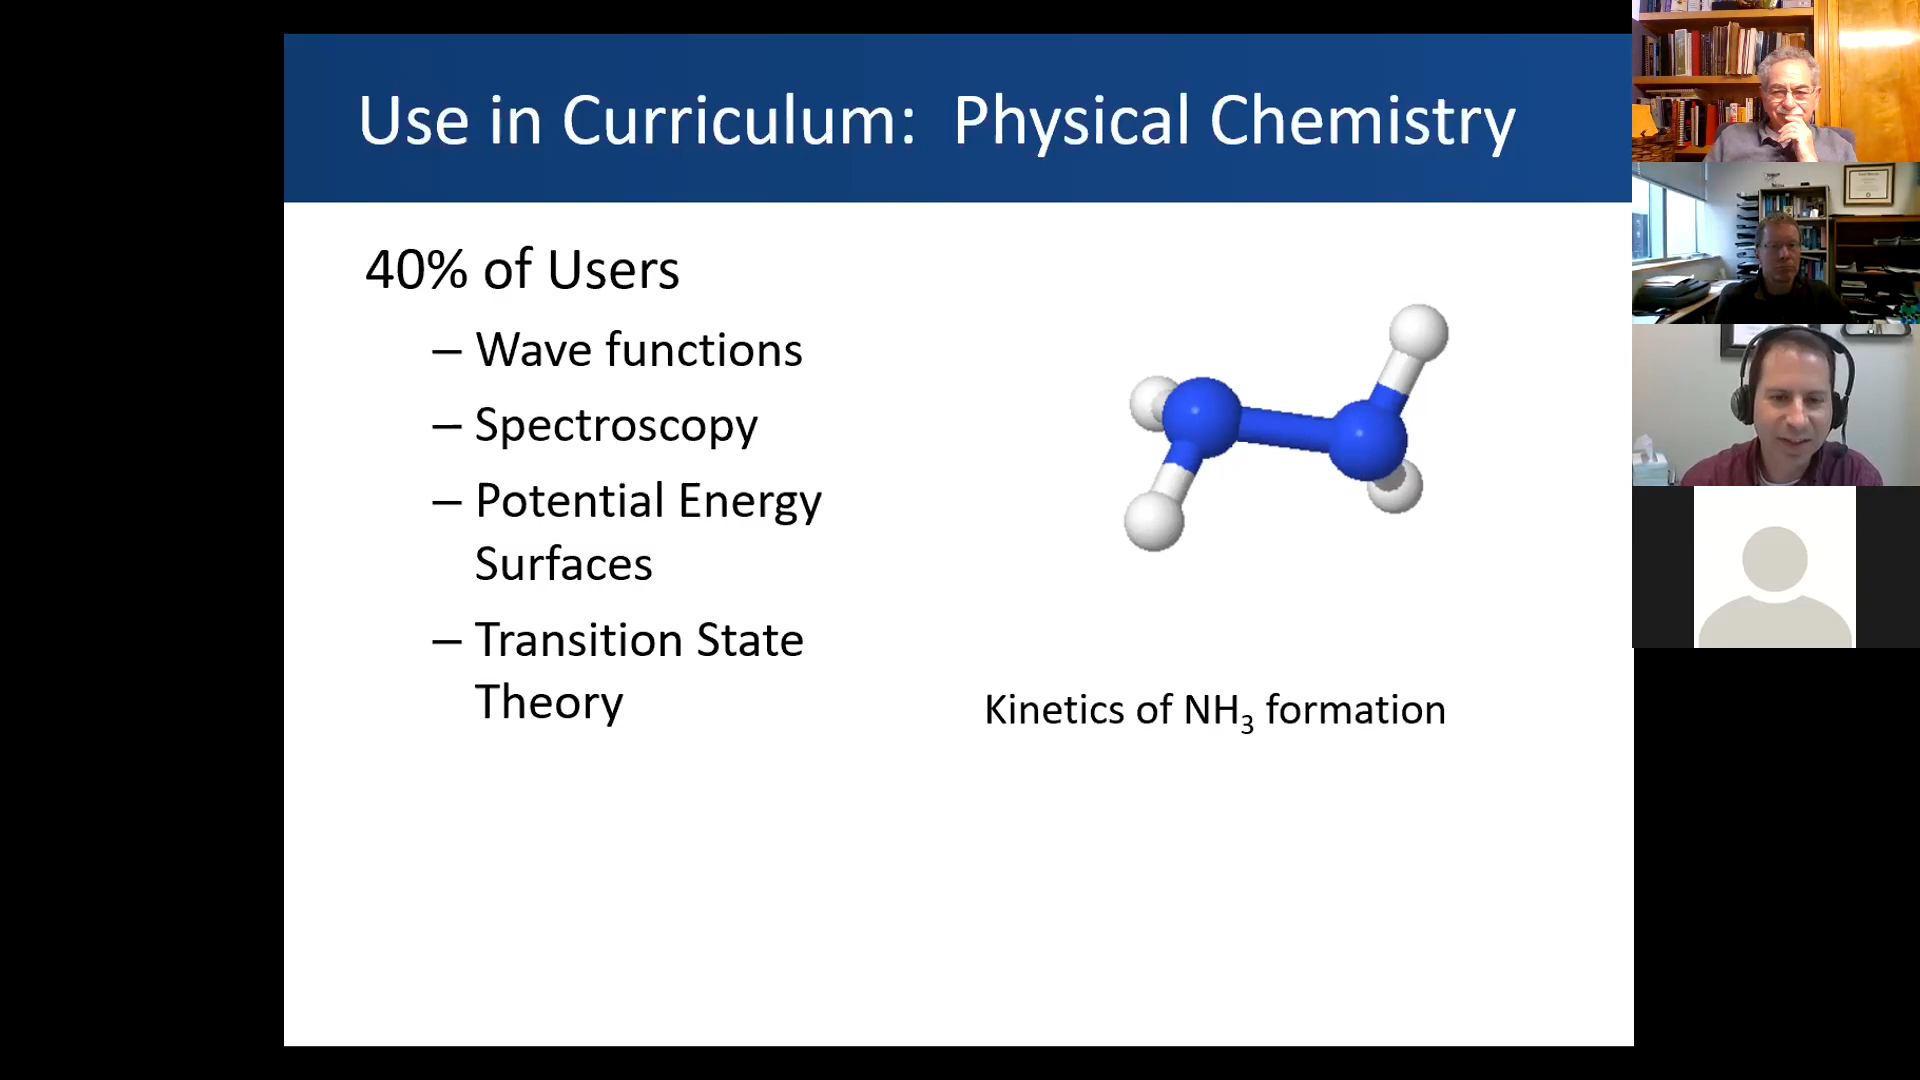 Use in Curriculum:  Physical Chemistry
40% of Users
– Wave functions
– Spectroscopy
– Potential Energy
Surfaces
– Transition State
Theory
Kinetics of NH₃ formation